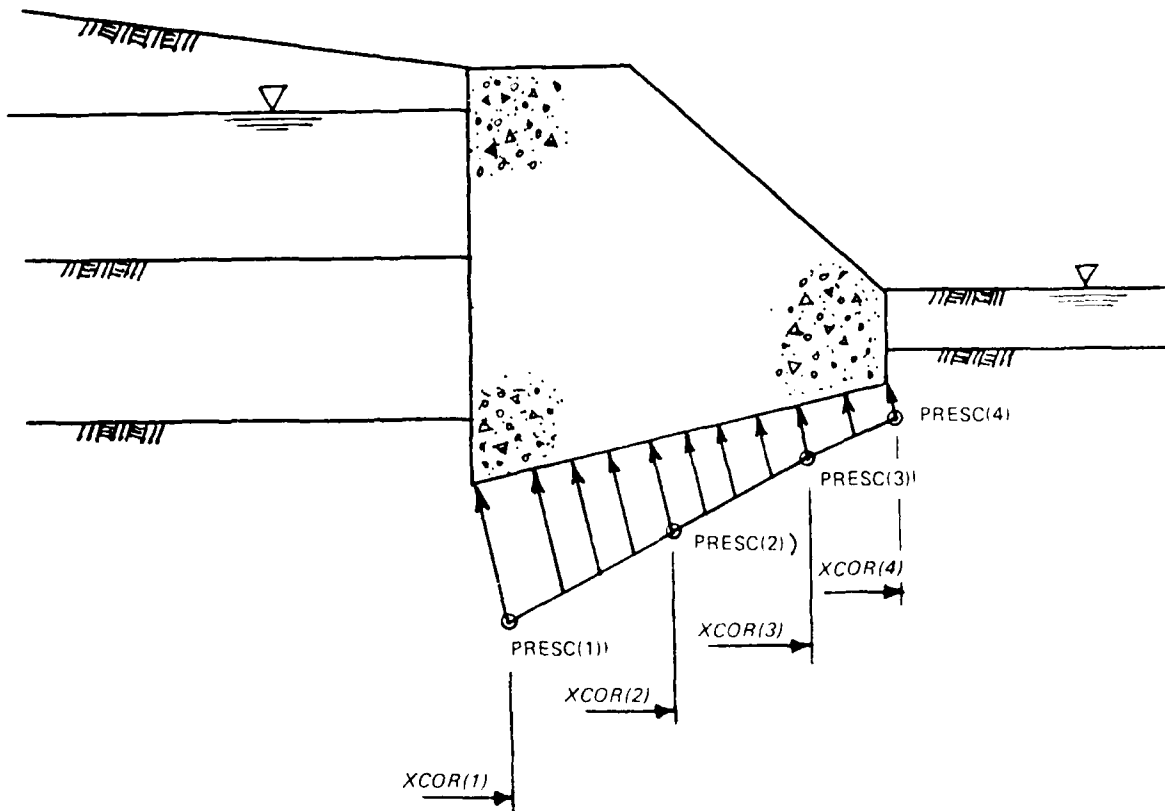 PRESC(4)
PRESC(3)
PRESC(2))
XCOR(4)
XCOR(3)
PRESC(1)
XCOR(2)
XCOR(1)